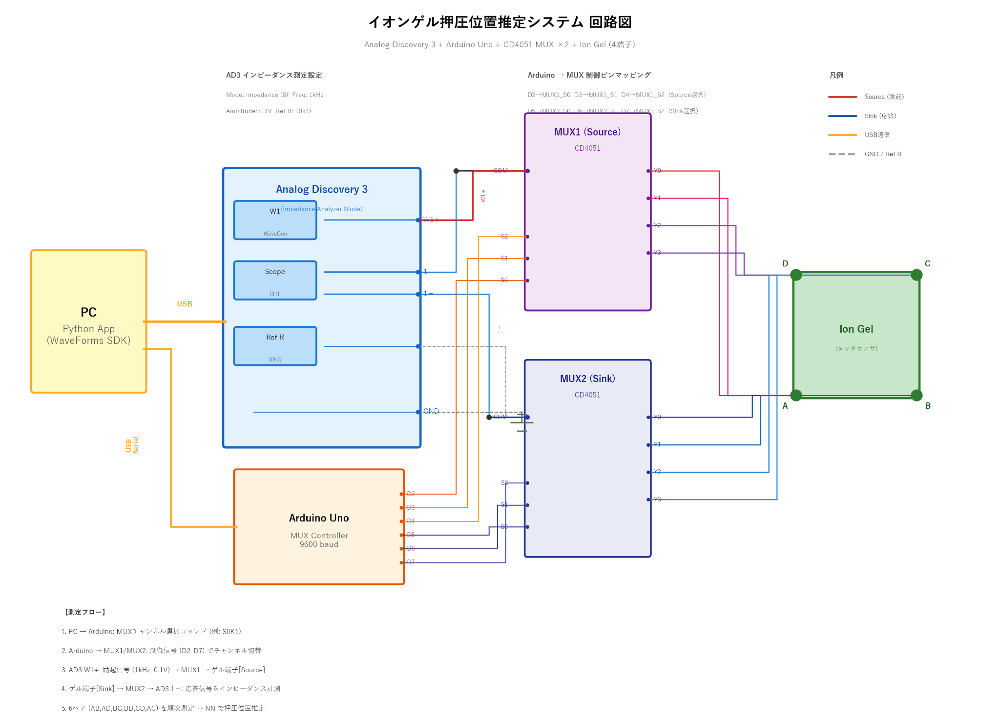 イオンゲル押圧位置推定システム 回路図
Analog Discovery 3 + Arduino Uno + CD4051 MUX ×2 + Ion Gel (4端子)
AD3 インピーダンス測定設定
Mode: Impedance (8)  Freq: 1kHz
Amplitude: 0.1V  Ref R: 10kΩ
Arduino → MUX 制御ピンマッピング
D2→MUX1_S0  D3→MUX1_S1  D4→MUX1_S2  (Source選択)
D5→MUX2_S0  D6→MUX2_S1  D7→MUX2_S2  (Sink選択)
凡例
Source (励起)
Sink (応答)
USB通信
GND / Ref R
PC
Python App
(WaveForms SDK)
USB
USB
Serial
Analog Discovery 3
(Impedance Analyzer Mode)
W1
WaveGen
Scope
CH1
Ref R
10kΩ
W1+
1+
1−
GND
W1+
1−
MUX1 (Source)
CD4051
COM
S2
S1
S0
Y0
Y1
Y2
Y3
MUX2 (Sink)
CD4051
COM
S2
S1
S0
Y0
Y1
Y2
Y3
Arduino Uno
MUX Controller
9600 baud
D2
D3
D4
D5
D6
D7
D
C
Ion Gel
(タッチセンサ)
A
B
【測定フロー】
1. PC → Arduino: MUXチャンネル選択コマンド (例: S0K1)
2. Arduino → MUX1/MUX2: 制御信号 (D2-D7) でチャンネル切替
3. AD3 W1+: 励起信号 (1kHz, 0.1V) → MUX1 → ゲル端子[Source]
4. ゲル端子[Sink] → MUX2 → AD3 1−: 応答信号をインピーダンス計測
5. 6ペア (AB,AD,BC,BD,CD,AC) を順次測定 → NN で押圧位置推定